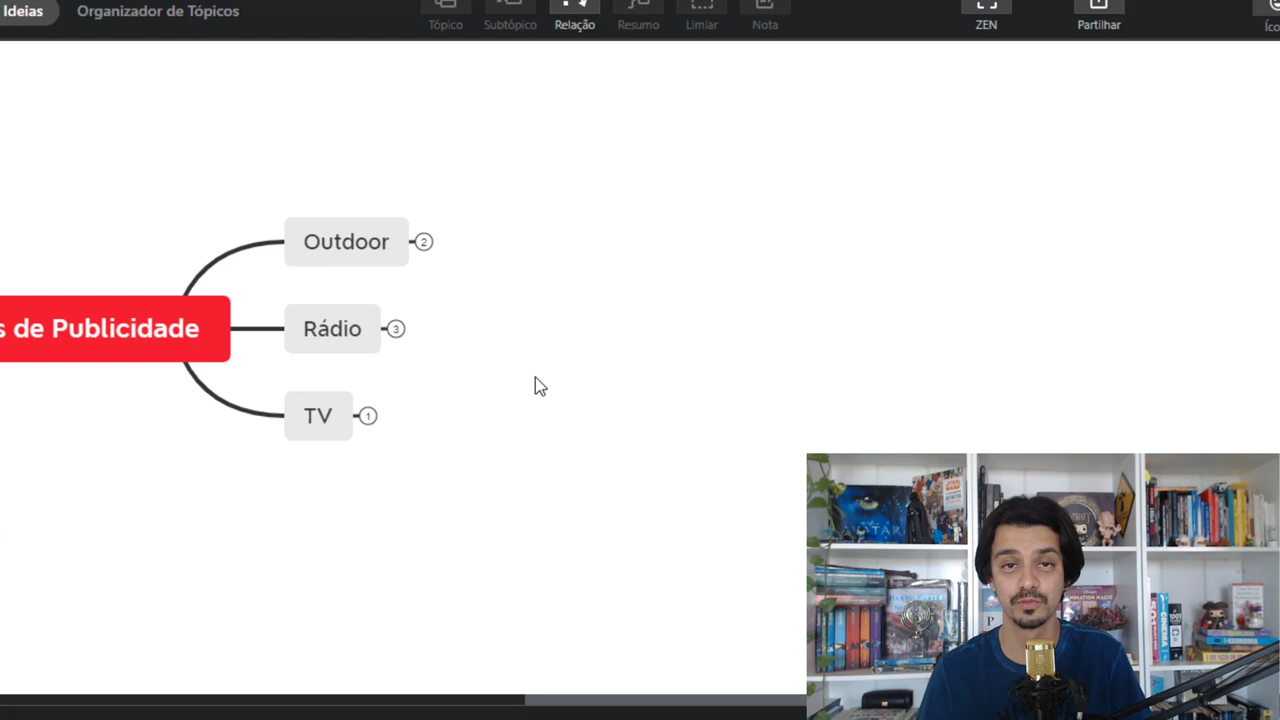 Ideias
Organizador de Tópicos
Tópico
Subtópico
Relação
Resumo
Limiar
Nota
ZEN
Partilhar
Outdoor
2
s de Publicidade
Rádio
3
TV
1
AVATAR